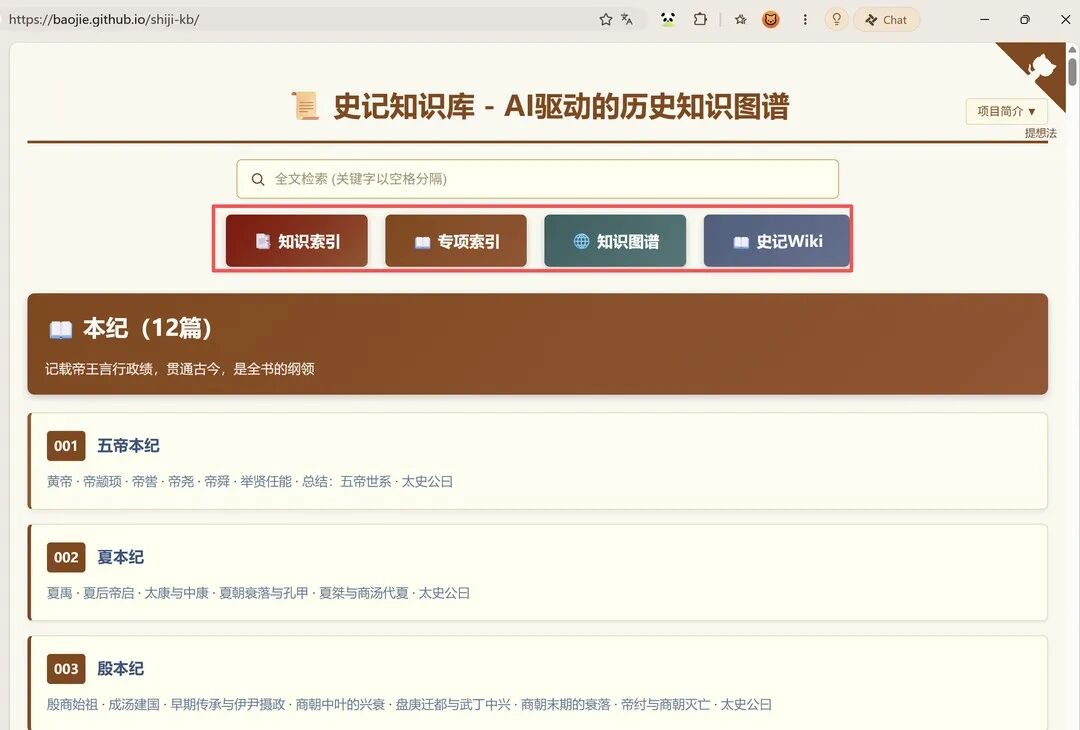 https://baojie.github.io/shiji-kb/
Chat
史记知识库 - AI驱动的历史知识图谱
项目简介 ▼
提想法
全文检索 (关键字以空格分隔)
知识索引 专项索引 知识图谱 史记Wiki
本纪（12篇）
记载帝王言行政绩，贯通古今，是全书的纲领
001 五帝本纪
黄帝 · 帝颛顼 · 帝喾 · 帝尧 · 帝舜 · 举贤任能 · 总结：五帝世系 · 太史公曰
002 夏本纪
夏禹 · 夏后帝启 · 太康与中康 · 夏朝衰落与孔甲 · 夏桀与商汤代夏 · 太史公曰
003 殷本纪
殷商始祖 · 成汤建国 · 早期传承与伊尹摄政 · 商朝中叶的兴衰 · 盘庚迁都与武丁中兴 · 商朝末期的衰落 · 帝纣与商朝灭亡 · 太史公曰